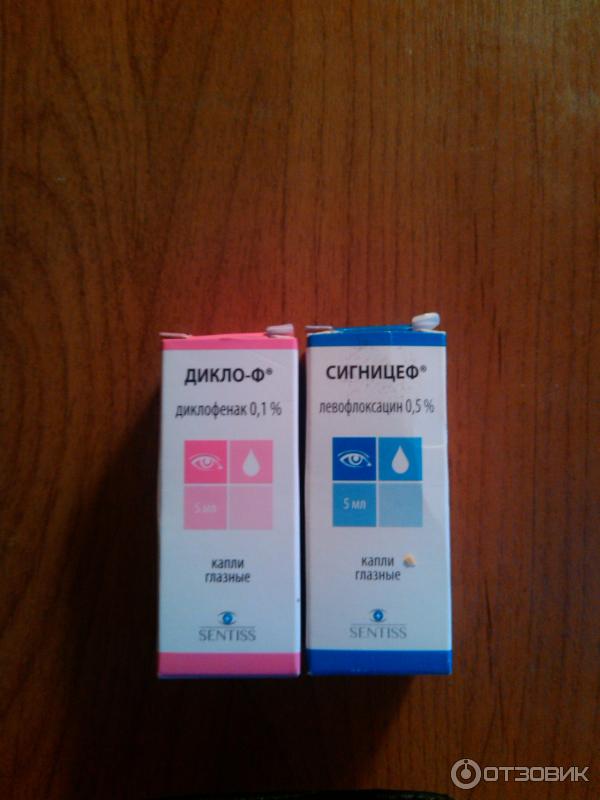 ДИКЛО-Ф®
диклофенак 0,1 %
5 мл
капли
глазные
SENTISS
СИГНИЦЕФ®
левофлоксацин 0,5 %
5 мл
капли
глазные
SENTISS
ОТЗОВИК